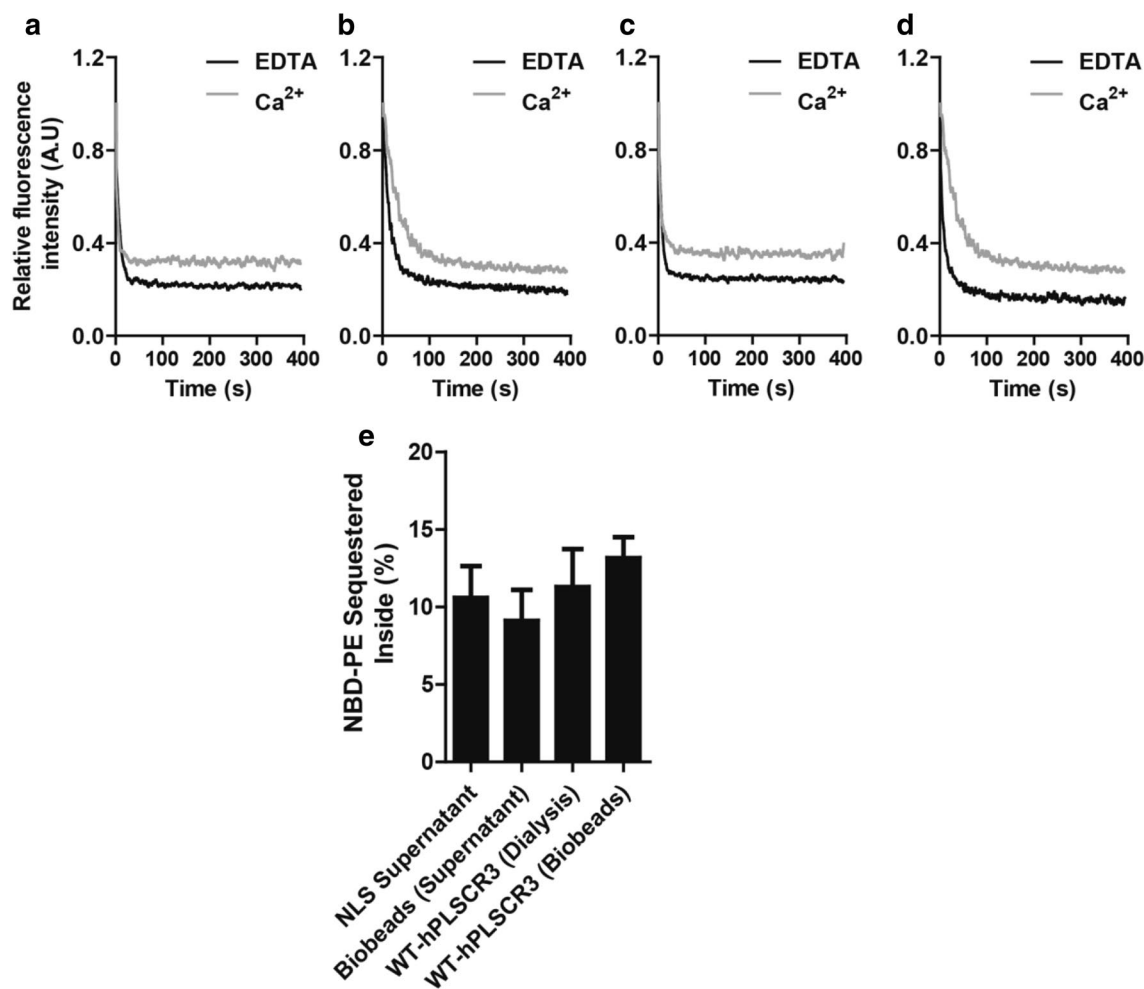 a
1.2
0.8
0.4
0.0
Relative fluorescence
intensity (A.U)
EDTA
Ca2+
0 100 200 300 400
Time (s)
b
1.2
0.8
0.4
0.0
EDTA
Ca2+
0 100 200 300 400
Time (s)
c
1.2
0.8
0.4
0.0
EDTA
Ca2+
0 100 200 300 400
Time (s)
d
1.2
0.8
0.4
0.0
EDTA
Ca2+
0 100 200 300 400
Time (s)
e
20
15
10
5
0
NBD-PE Sequestered
Inside (%)
NLS Supernatant
Biobeads (Supernatant)
WT-hPLSCR3 (Dialysis)
WT-hPLSCR3 (Biobeads)